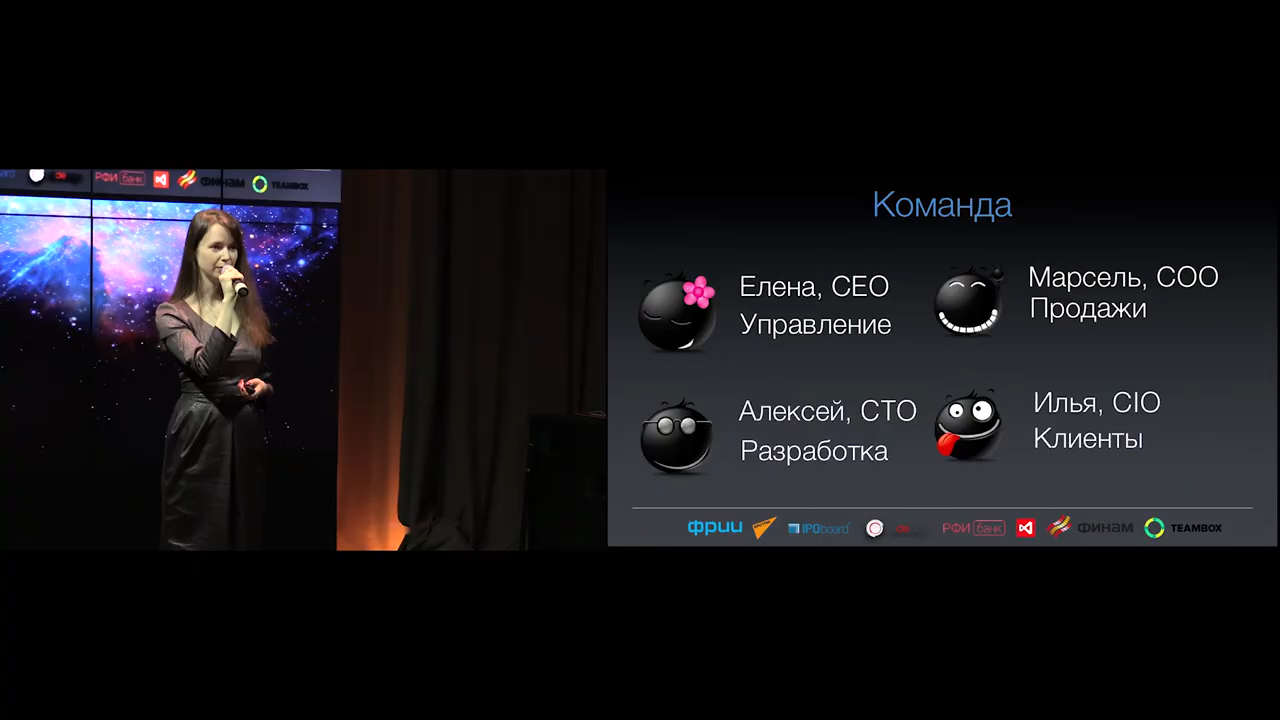 РФИ банк
ФИНАМ
TEAMBOX
Команда
Елена, CEO
Управление
Марсель, COO
Продажи
Алексей, CTO
Разработка
Илья, CIO
Клиенты
фрии
IPOboard
РФИ банк
ФИНАМ
TEAMBOX